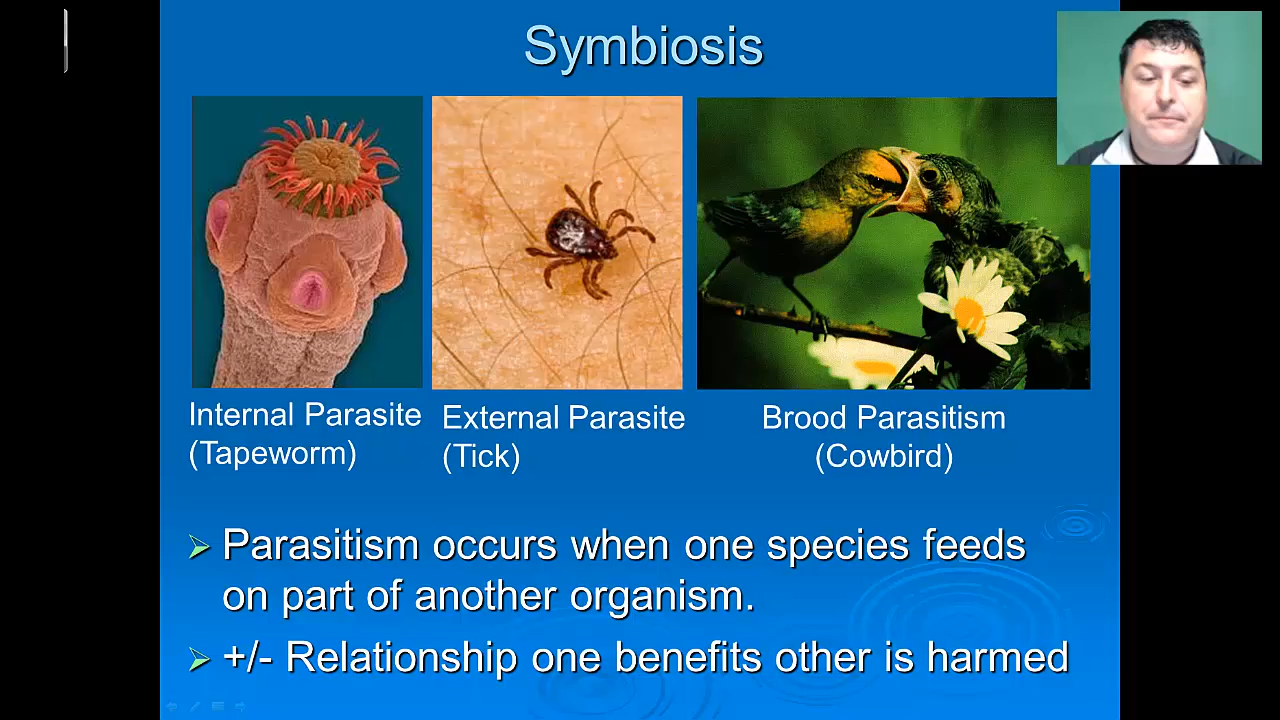 Symbiosis
Internal Parasite
(Tapeworm)
External Parasite
(Tick)
Brood Parasitism
(Cowbird)
Parasitism occurs when one species feeds
on part of another organism.
+/- Relationship one benefits other is harmed